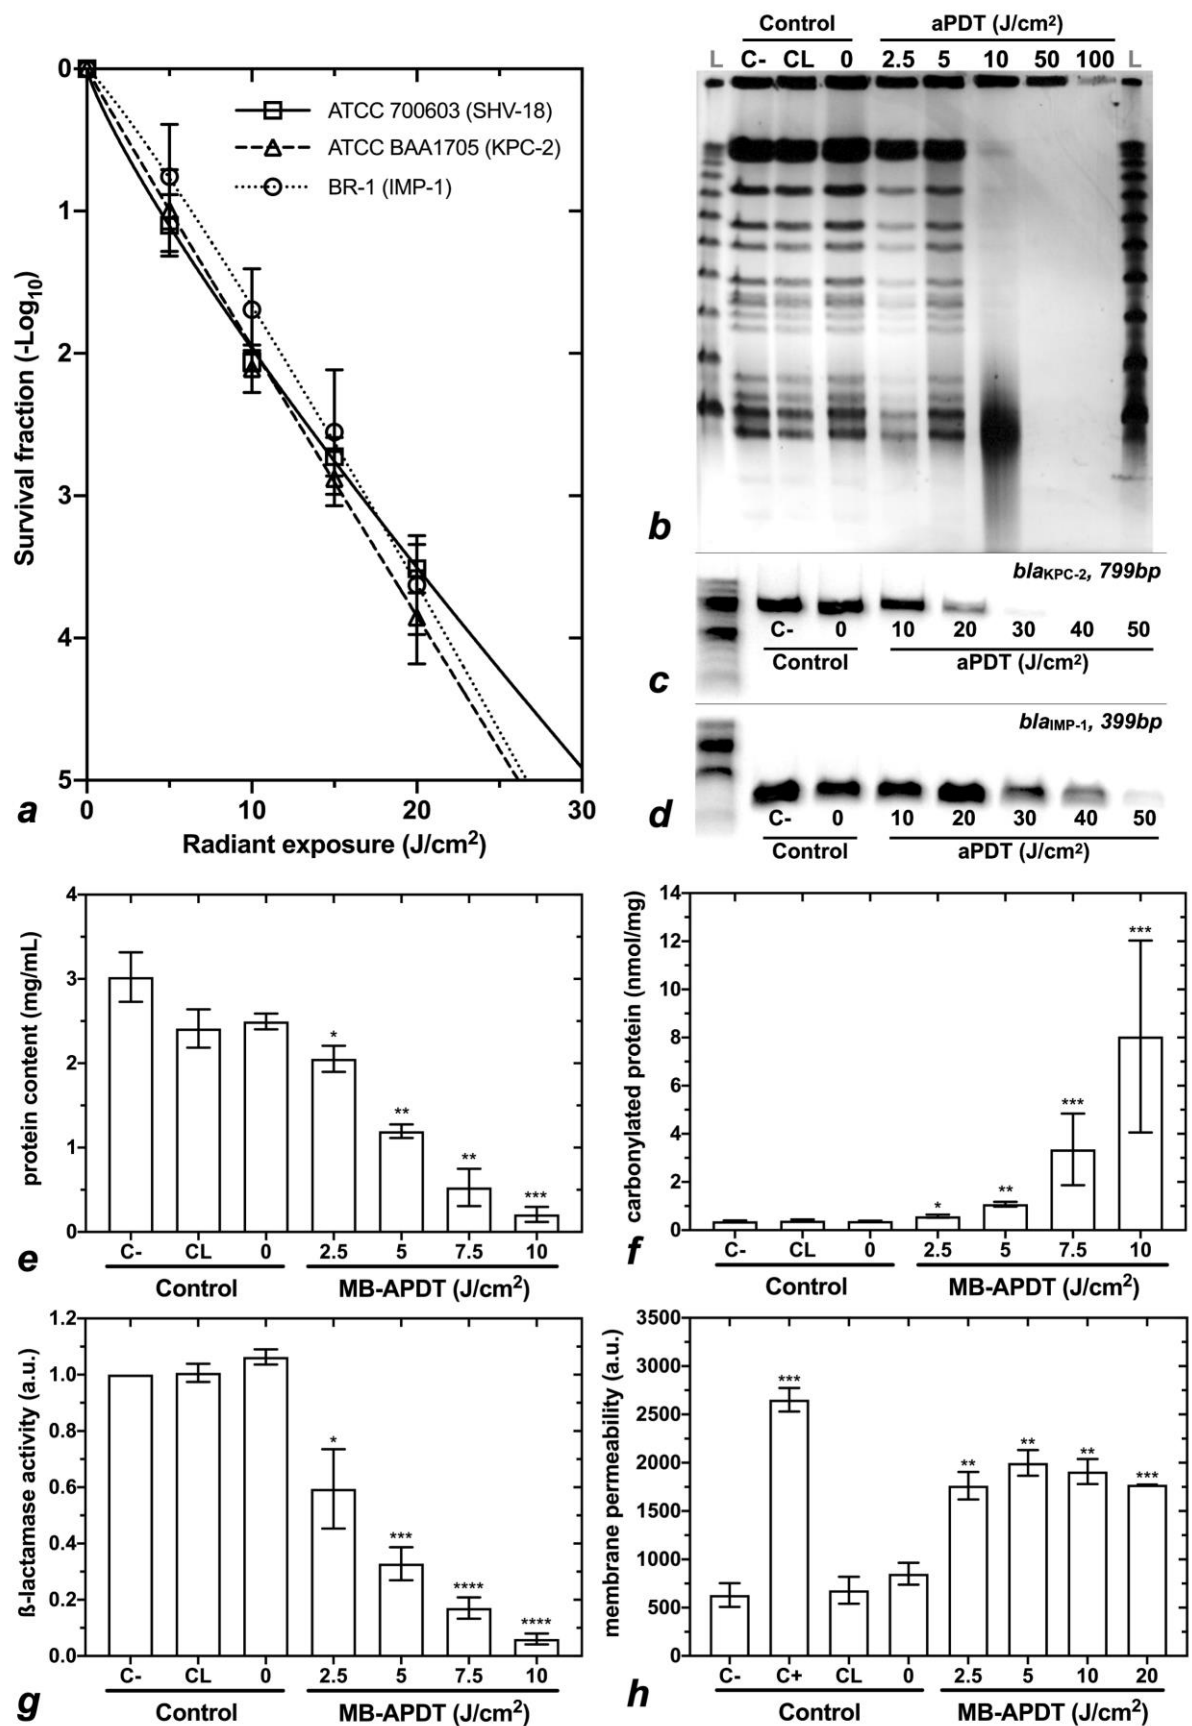 0
1
2
3
4
5
Survival fraction (-Log10)
ATCC 700603 (SHV-18)
ATCC BAA1705 (KPC-2)
BR-1 (IMP-1)
0 10 20 30
Radiant exposure (J/cm²)
a
Control aPDT (J/cm²)
L C- CL 0 2.5 5 10 50 100 L
b
blaKPC-2, 799bp
C- 0 10 20 30 40 50
Control aPDT (J/cm²)
c
blaIMP-1, 399bp
C- 0 10 20 30 40 50
Control aPDT (J/cm²)
d
4
3
2
1
0
protein content (mg/mL)
* ** ** ***
C- CL 0 2.5 5 7.5 10
Control MB-APDT (J/cm²)
e
14
12
10
8
6
4
2
0
carbonylated protein (nmol/mg)
* ** *** ***
C- CL 0 2.5 5 7.5 10
Control MB-APDT (J/cm²)
f
1.2
1.0
0.8
0.6
0.4
0.2
0.0
ß-lactamase activity (a.u.)
* *** **** ****
C- CL 0 2.5 5 7.5 10
Control MB-APDT (J/cm²)
g
3500
3000
2500
2000
1500
1000
500
0
membrane permeability (a.u.)
*** ** ** ** ***
C- C+ CL 0 2.5 5 10 20
Control MB-APDT (J/cm²)
h